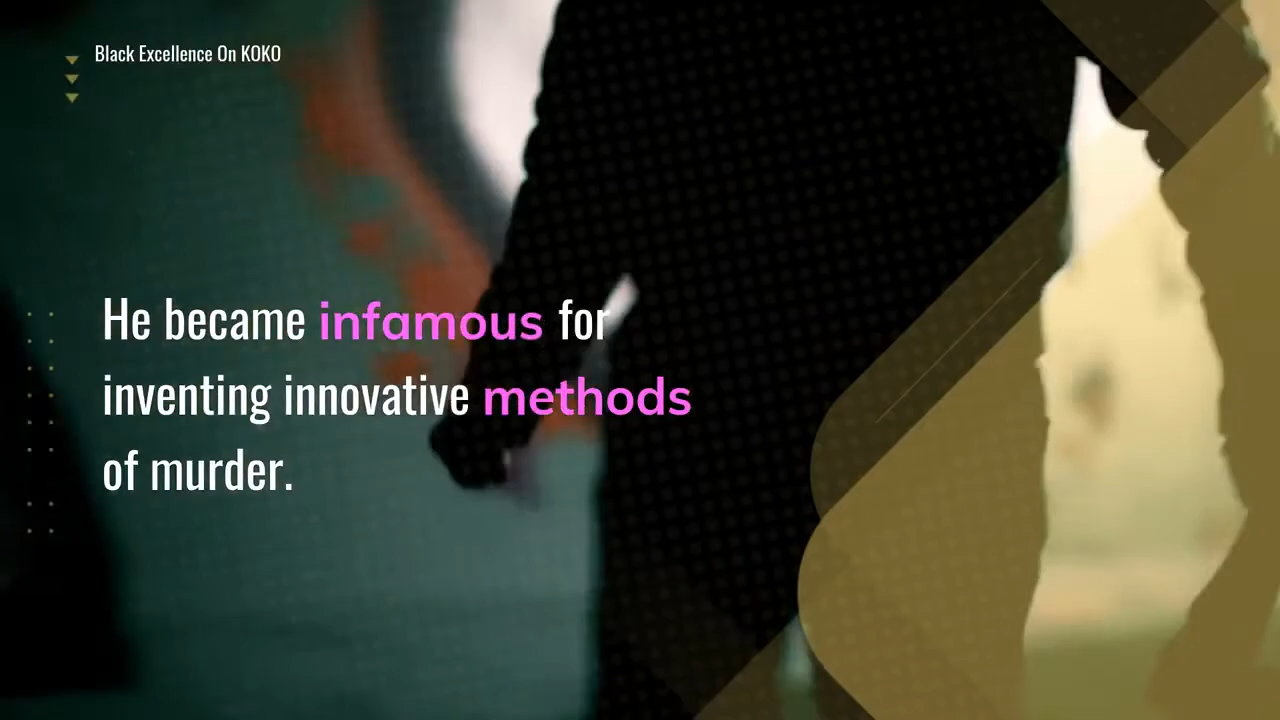 Black Excellence On KOKO
He became infamous for
inventing innovative methods
of murder.